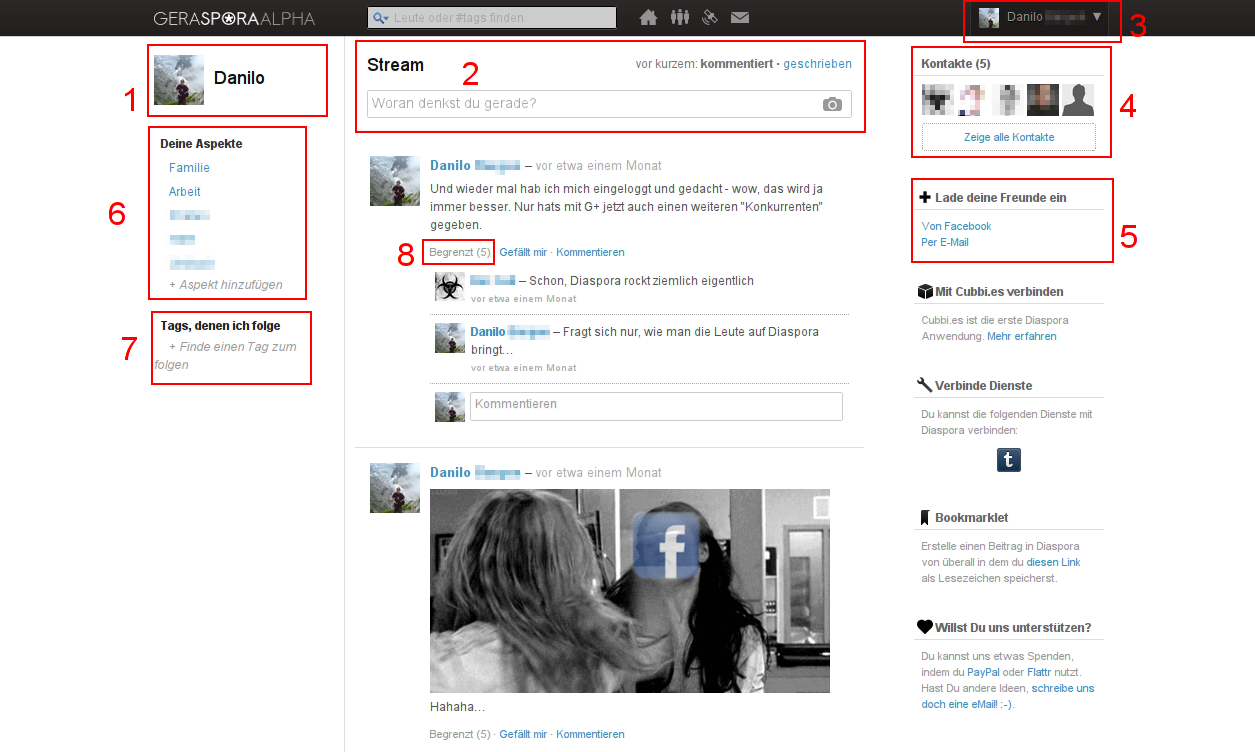 GERASPORAALPHA
Leute oder #tags finden
Danilo ▼
3
1
Danilo
Deine Aspekte
Familie
Arbeit
+ Aspekt hinzufügen
6
Tags, denen ich folge
+ Finde einen Tag zum
folgen
7
Stream
2
vor kurzem: kommentiert · geschrieben
Woran denkst du gerade?
Danilo – vor etwa einem Monat
Und wieder mal hab ich mich eingeloggt und gedacht - wow, das wird ja
immer besser. Nur hats mit G+ jetzt auch einen weiteren "Konkurrenten"
gegeben.
8
Begrenzt (5) · Gefällt mir · Kommentieren
– Schon, Diaspora rockt ziemlich eigentlich
vor etwa einem Monat
Danilo – Fragt sich nur, wie man die Leute auf Diaspora
bringt...
vor etwa einem Monat
Kommentieren
Danilo – vor etwa einem Monat
f
Hahaha...
Begrenzt (5) · Gefällt mir · Kommentieren
Kontakte (5)
Zeige alle Kontakte
4
Lade deine Freunde ein
Von Facebook
Per E-Mail
5
Mit Cubbi.es verbinden
Cubbi.es ist die erste Diaspora
Anwendung. Mehr erfahren
Verbinde Dienste
Du kannst die folgenden Dienste mit
Diaspora verbinden:
t
Bookmarklet
Erstelle einen Beitrag in Diaspora
von überall in dem du diesen Link
als Lesezeichen speicherst.
Willst Du uns unterstützen?
Du kannst uns etwas Spenden,
indem du PayPal oder Flattr nutzt.
Hast Du andere Ideen, schreibe uns
doch eine eMail! :-).